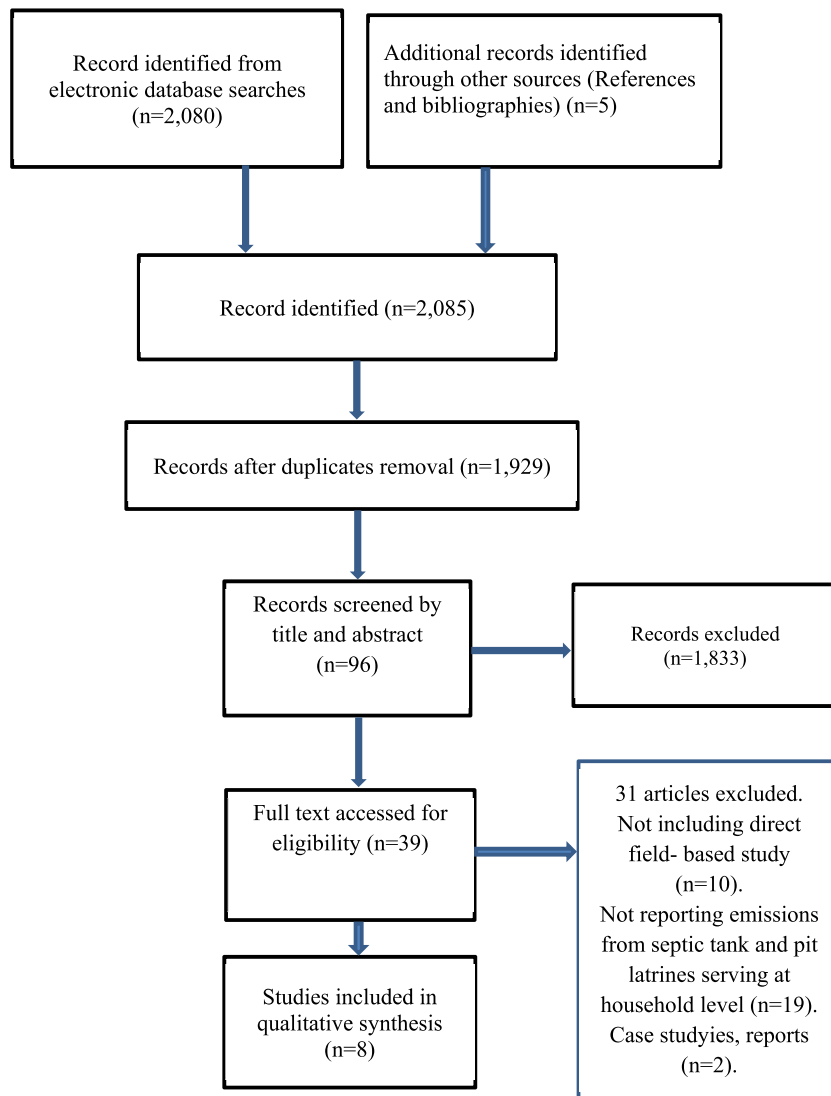 Record identified from
electronic database searches
(n=2,080)
Additional records identified
through other sources (References
and bibliographies) (n=5)
Record identified (n=2,085)
Records after duplicates removal (n=1,929)
Records screened by
title and abstract
(n=96)
Records excluded
(n=1,833)
Full text accessed for
eligibility (n=39)
31 articles excluded.
Not including direct
field- based study
(n=10).
Not reporting emissions
from septic tank and pit
latrines serving at
household level (n=19).
Case studyies, reports
(n=2).
Studies included in
qualitative synthesis
(n=8)